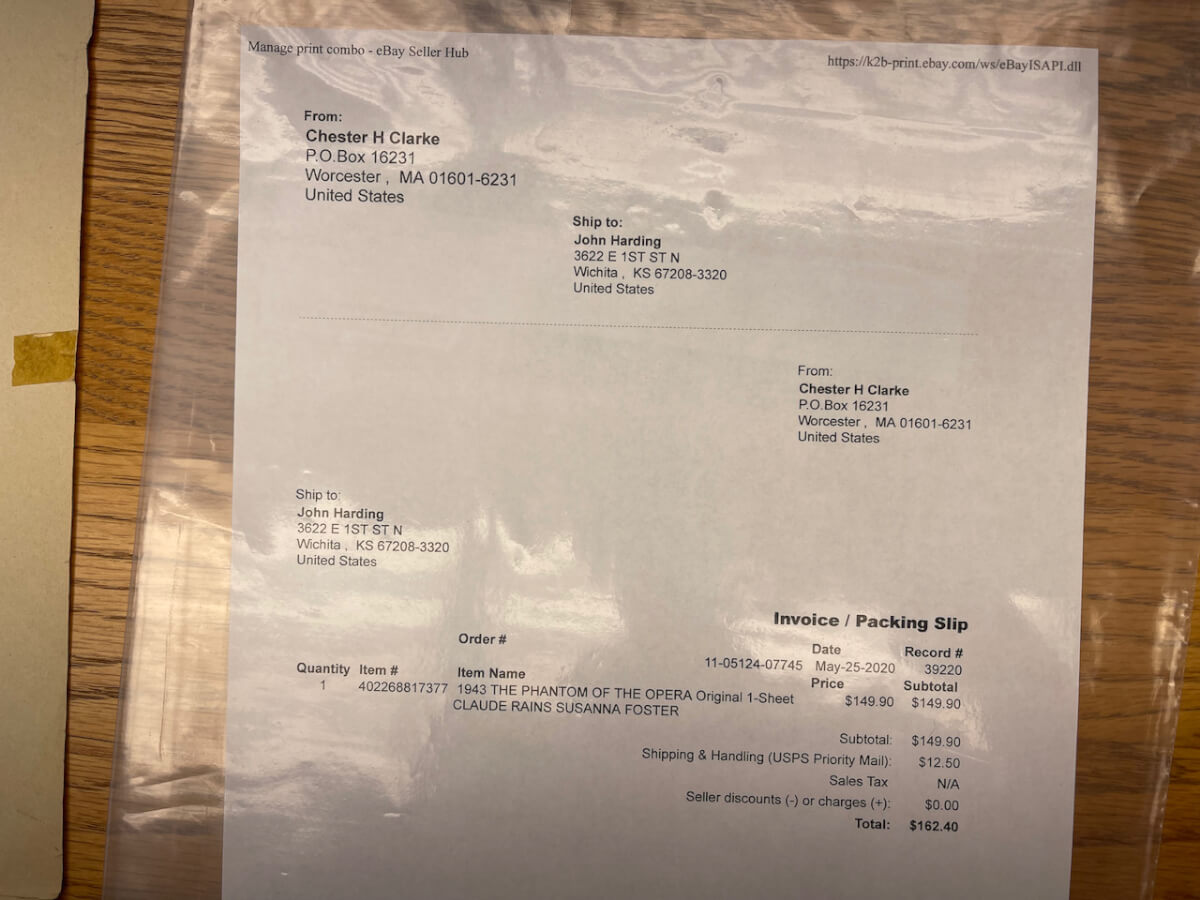 Manage print combo - eBay Seller Hub
https://k2b-print.ebay.com/ws/eBayISAPI.dll
From:
Chester H Clarke
P.O.Box 16231
Worcester , MA 01601-6231
United States
Ship to:
John Harding
3622 E 1ST ST N
Wichita , KS 67208-3320
United States
From:
Chester H Clarke
P.O.Box 16231
Worcester , MA 01601-6231
United States
Ship to:
John Harding
3622 E 1ST ST N
Wichita , KS 67208-3320
United States
Invoice / Packing Slip
Order # Date Record #
11-05124-07745 May-25-2020 39220
Quantity Item # Item Name Price Subtotal
1 402268817377 1943 THE PHANTOM OF THE OPERA Original 1-Sheet $149.90 $149.90
CLAUDE RAINS SUSANNA FOSTER
Subtotal: $149.90
Shipping & Handling (USPS Priority Mail): $12.50
Sales Tax N/A
Seller discounts (-) or charges (+): $0.00
Total: $162.40